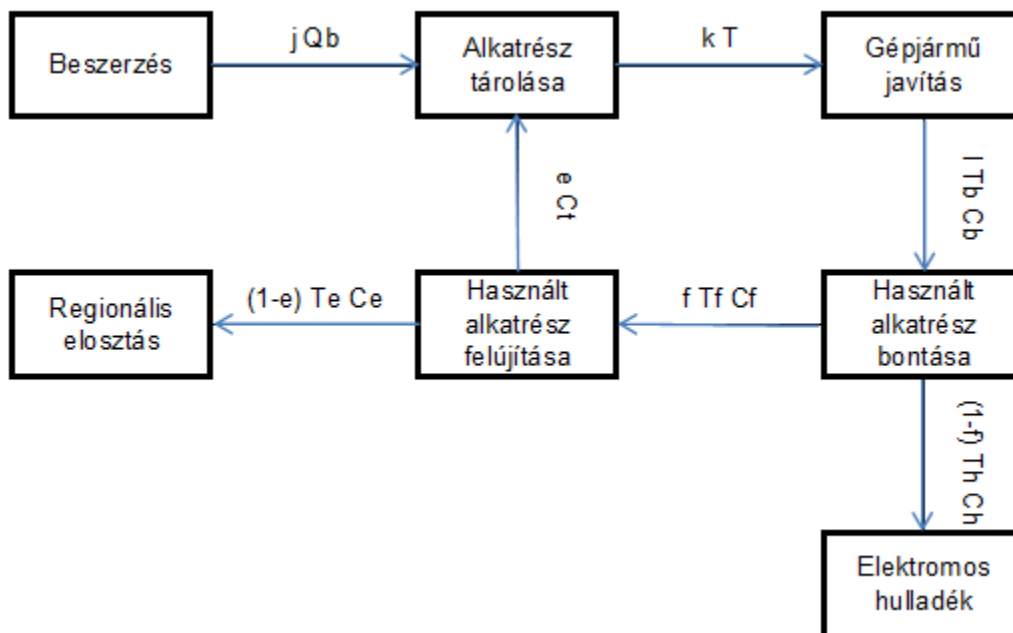 Beszerzés
j Qb
Alkatrész
tárolása
k T
Gépjármű
javítás
e Ct
l Tb Cb
Regionális
elosztás
(1-e) Te Ce
Használt
alkatrész
felújítása
f Tf Cf
Használt
alkatrész
bontása
(1-f) Th Ch
Elektromos
hulladék